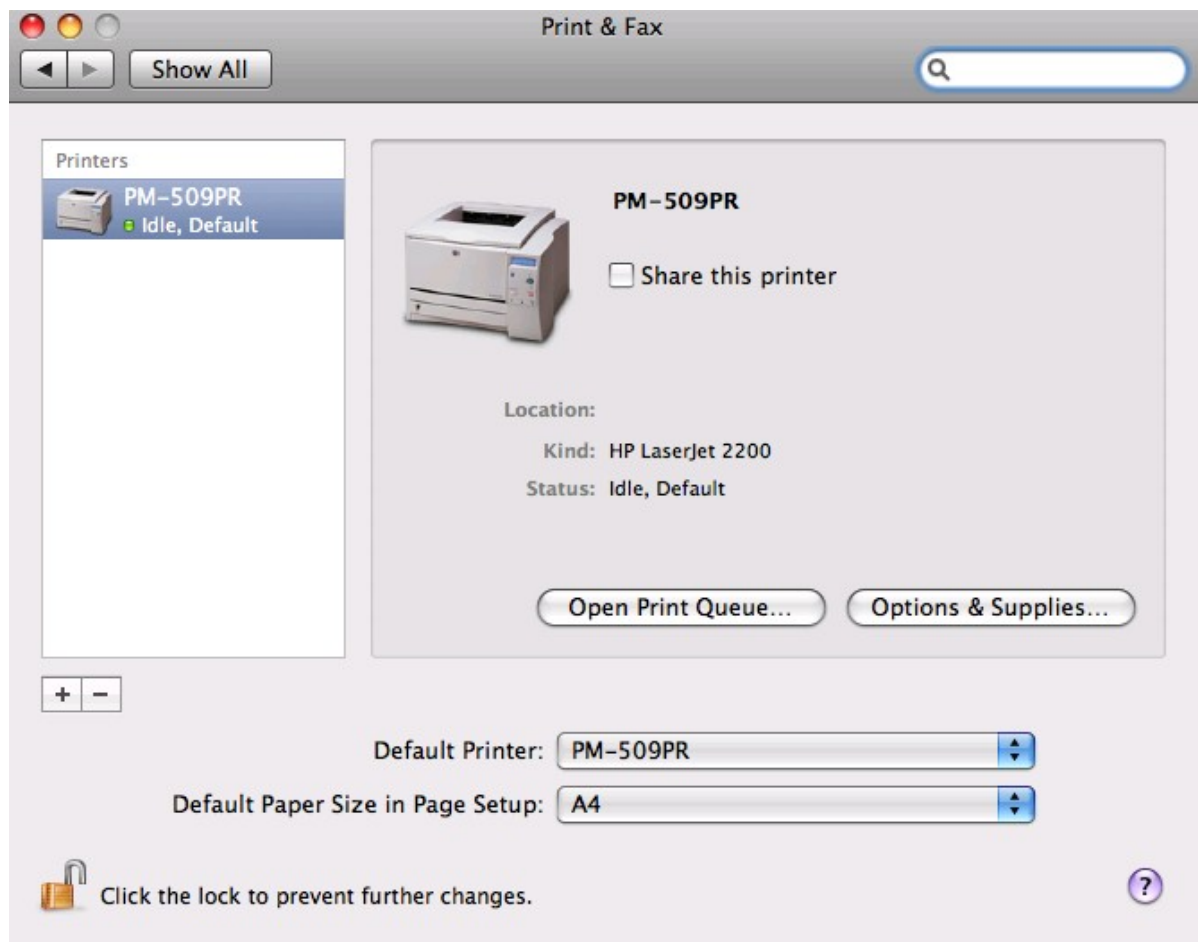 Print & Fax
Show All
Printers
PM-509PR
Idle, Default
PM-509PR
Share this printer
Location:
Kind: HP LaserJet 2200
Status: Idle, Default
Open Print Queue...
Options & Supplies...
+ −
Default Printer: PM-509PR
Default Paper Size in Page Setup: A4
Click the lock to prevent further changes.
?